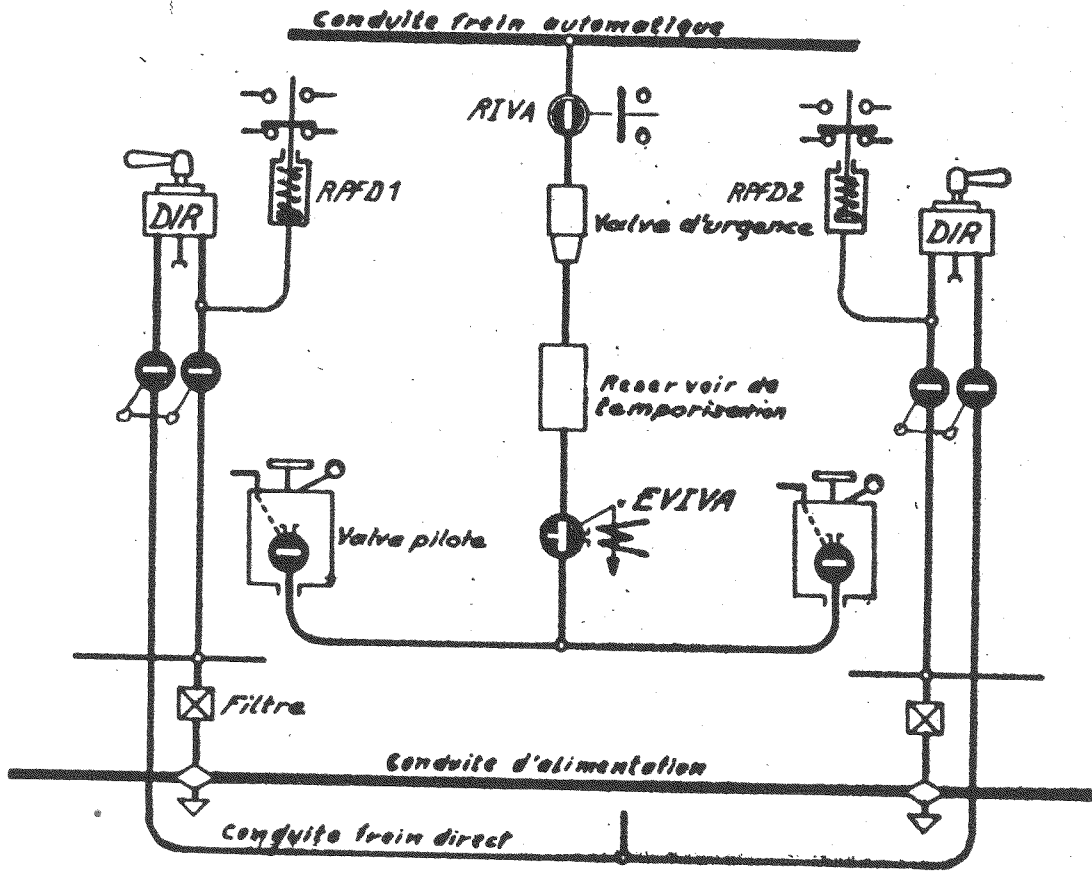 Conduite frein automatique
RIVA
RPFD1
RPFD2
Valve d'urgence
DIR
DIR
Reservoir de
temporisation
EVIVA
Valve pilote
Filtre
Conduite d'alimentation
Conduite frein direct